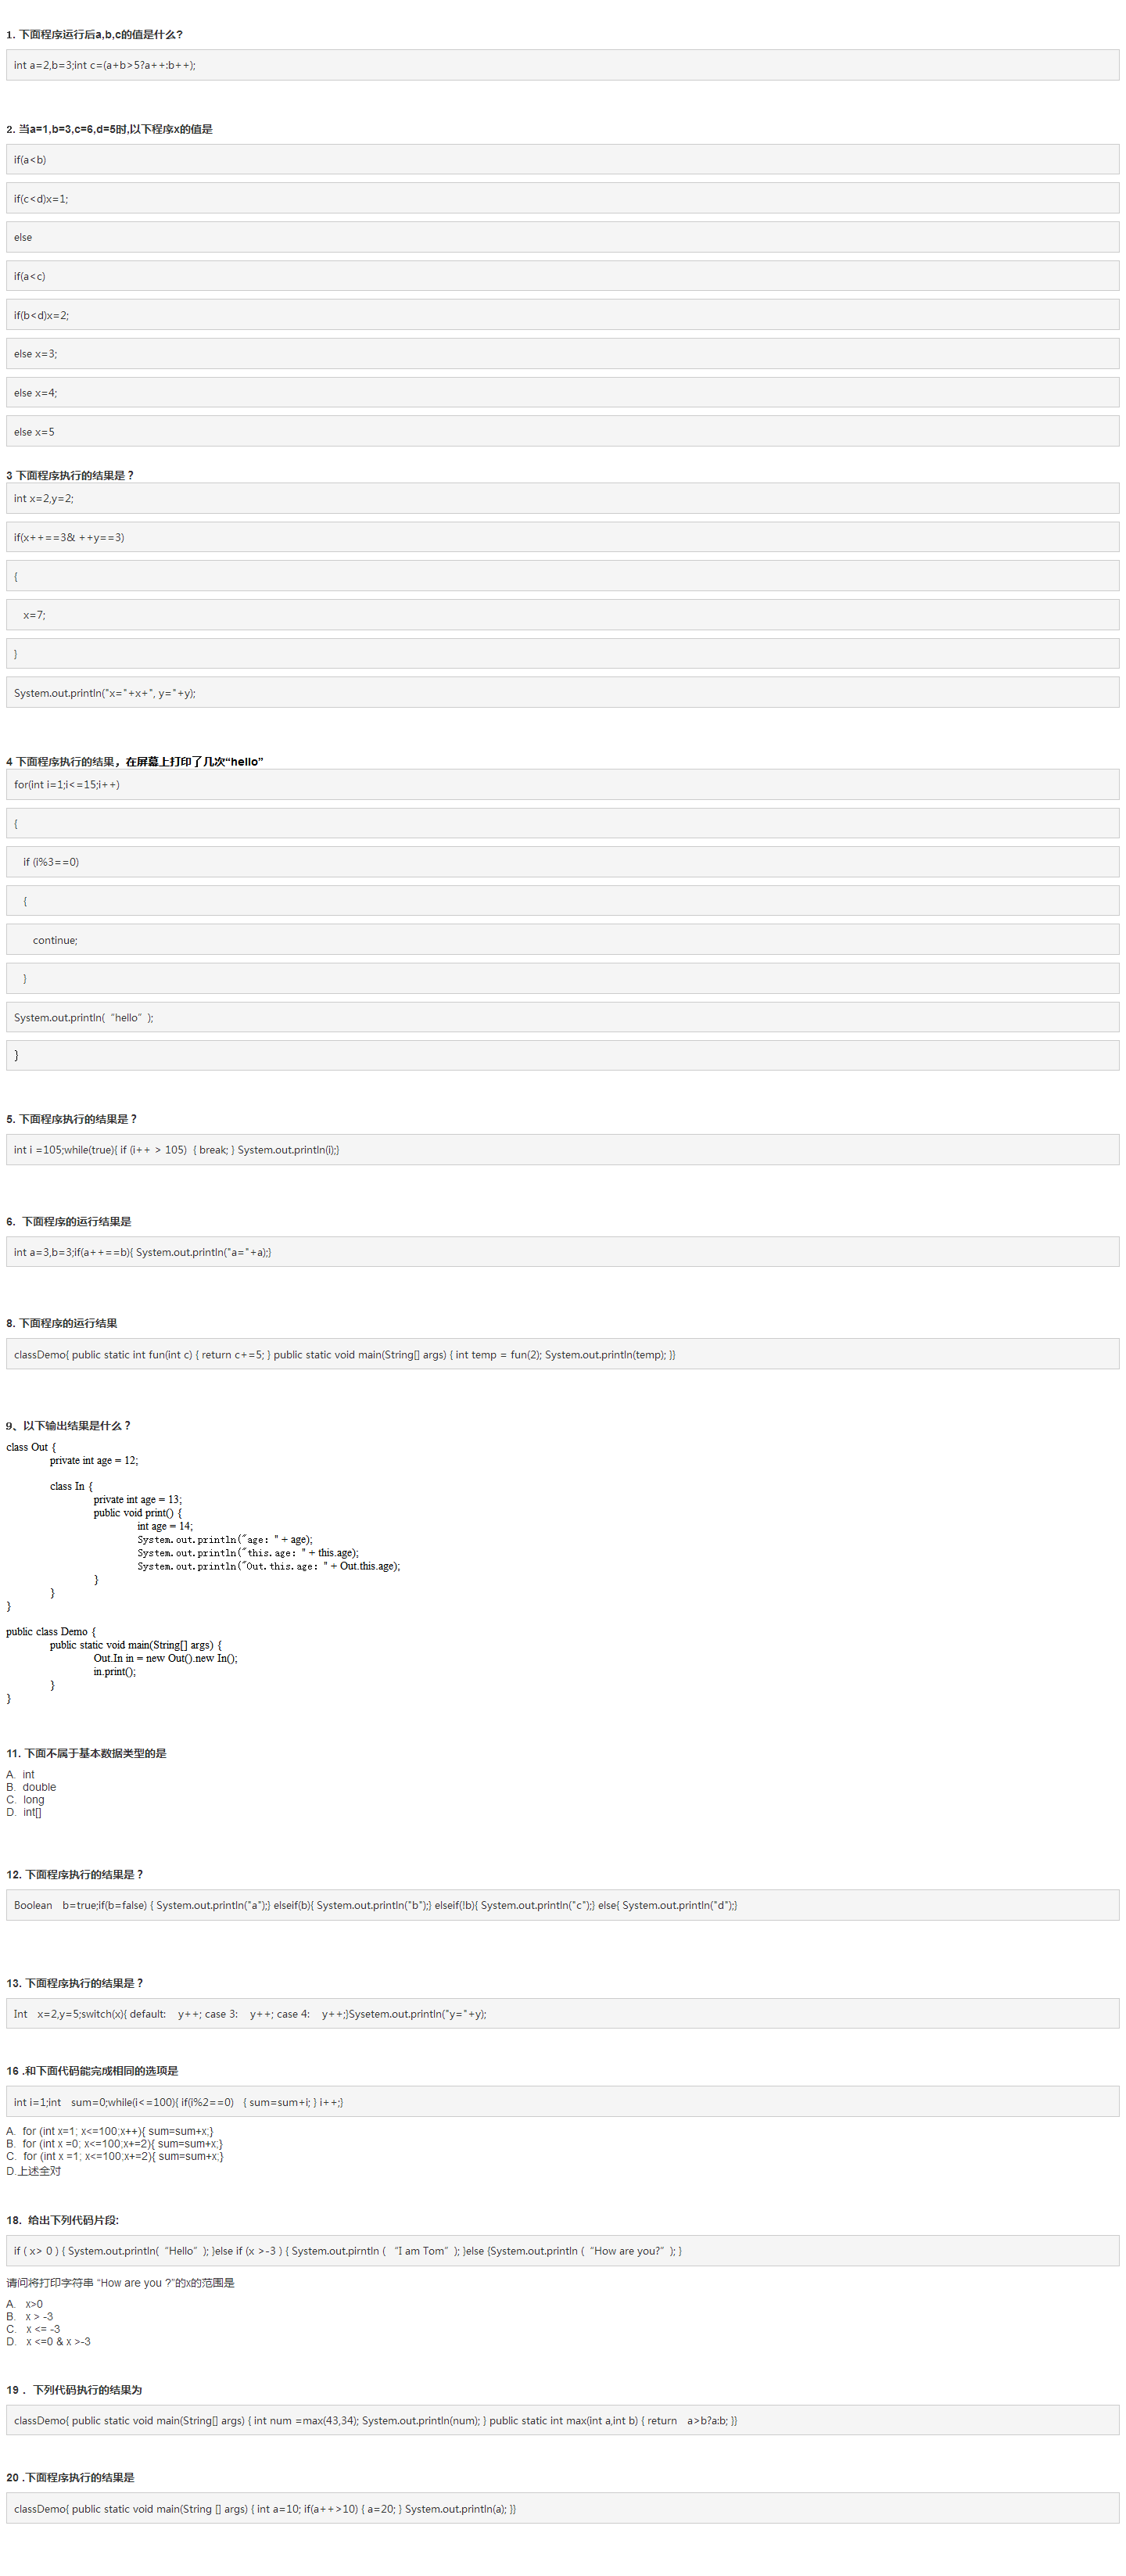 1. 下面程序运行后a,b,c的值是什么?
int a=2,b=3;int c=(a+b>5?a++:b++);
2. 当a=1,b=3,c=6,d=5时,以下程序x的值是
if(a<b)
if(c<d)x=1;
else
if(a<c)
if(b<d)x=2;
else x=3;
else x=4;
else x=5
3 下面程序执行的结果是？
int x=2,y=2;
if(x++==3& ++y==3)
{
x=7;
}
System.out.println("x="+x+", y="+y);
4 下面程序执行的结果，在屏幕上打印了几次“hello”
for(int i=1;i<=15;i++)
{
if (i%3==0)
{
continue;
}
System.out.println(“hello”);
}
5. 下面程序执行的结果是？
int i =105;while(true){ if (i++ > 105)  { break; } System.out.println(i);}
6.  下面程序的运行结果是
int a=3,b=3;if(a++==b){ System.out.println("a="+a);}
8. 下面程序的运行结果
classDemo{ public static int fun(int c) { return c+=5; } public static void main(String[] args) { int temp = fun(2); System.out.println(temp); }}
9、以下输出结果是什么？
class Out {
private int age = 12;
class In {
private int age = 13;
public void print() {
int age = 14;
System.out.println("age: " + age);
System.out.println("this.age: " + this.age);
System.out.println("Out.this.age: " + Out.this.age);
}
}
}
public class Demo {
public static void main(String[] args) {
Out.In in = new Out().new In();
in.print();
}
}
11. 下面不属于基本数据类型的是
A.  int
B.  double
C.  long
D.  int[]
12. 下面程序执行的结果是？
Boolean   b=true;if(b=false) { System.out.println("a");} elseif(b){ System.out.println("b");} elseif(!b){ System.out.println("c");} else{ System.out.println("d");}
13. 下面程序执行的结果是？
Int   x=2,y=5;switch(x){ default:    y++; case 3:    y++; case 4:    y++;}Sysetem.out.println("y="+y);
16 .和下面代码能完成相同的选项是
int i=1;int   sum=0;while(i<=100){ if(i%2==0)   { sum=sum+i; } i++;}
A.  for (int x=1; x<=100;x++){ sum=sum+x;}
B.  for (int x =0; x<=100;x+=2){ sum=sum+x;}
C.  for (int x =1; x<=100;x+=2){ sum=sum+x;}
D.上述全对
18.  给出下列代码片段:
if ( x> 0 ) { System.out.println(“Hello”); }else if (x >-3 ) { System.out.pirntln ( “I am Tom”); }else {System.out.println (“How are you?”); }
请问将打印字符串 “How are you ?”的x的范围是
A.   x>0
B.   x > -3
C.   x <= -3
D.   x <=0 & x >-3
19 .  下列代码执行的结果为
classDemo{ public static void main(String[] args) { int num =max(43,34); System.out.println(num); } public static int max(int a,int b) { return   a>b?a:b; }}
20 .下面程序执行的结果是
classDemo{ public static void main(String [] args) { int a=10; if(a++>10) { a=20; } System.out.println(a); }}